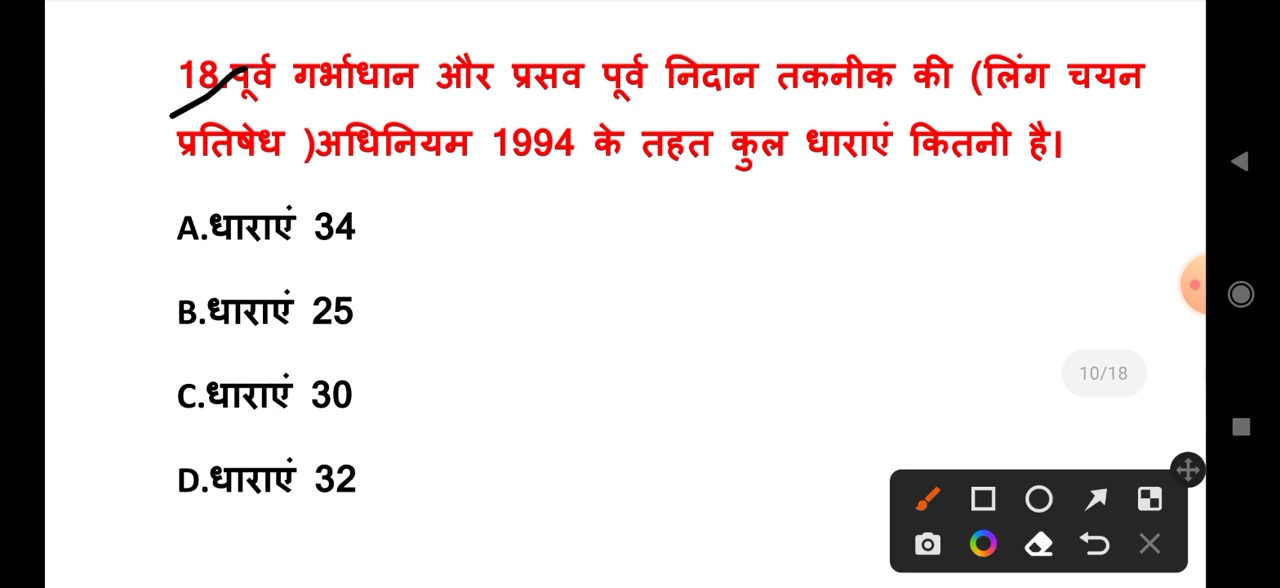 18.पूर्व गर्भाधान और प्रसव पूर्व निदान तकनीक की (लिंग चयन
प्रतिषेध )अधिनियम 1994 के तहत कुल धाराएं कितनी है।
A.धाराएं 34
B.धाराएं 25
C.धाराएं 30
10/18
D.धाराएं 32